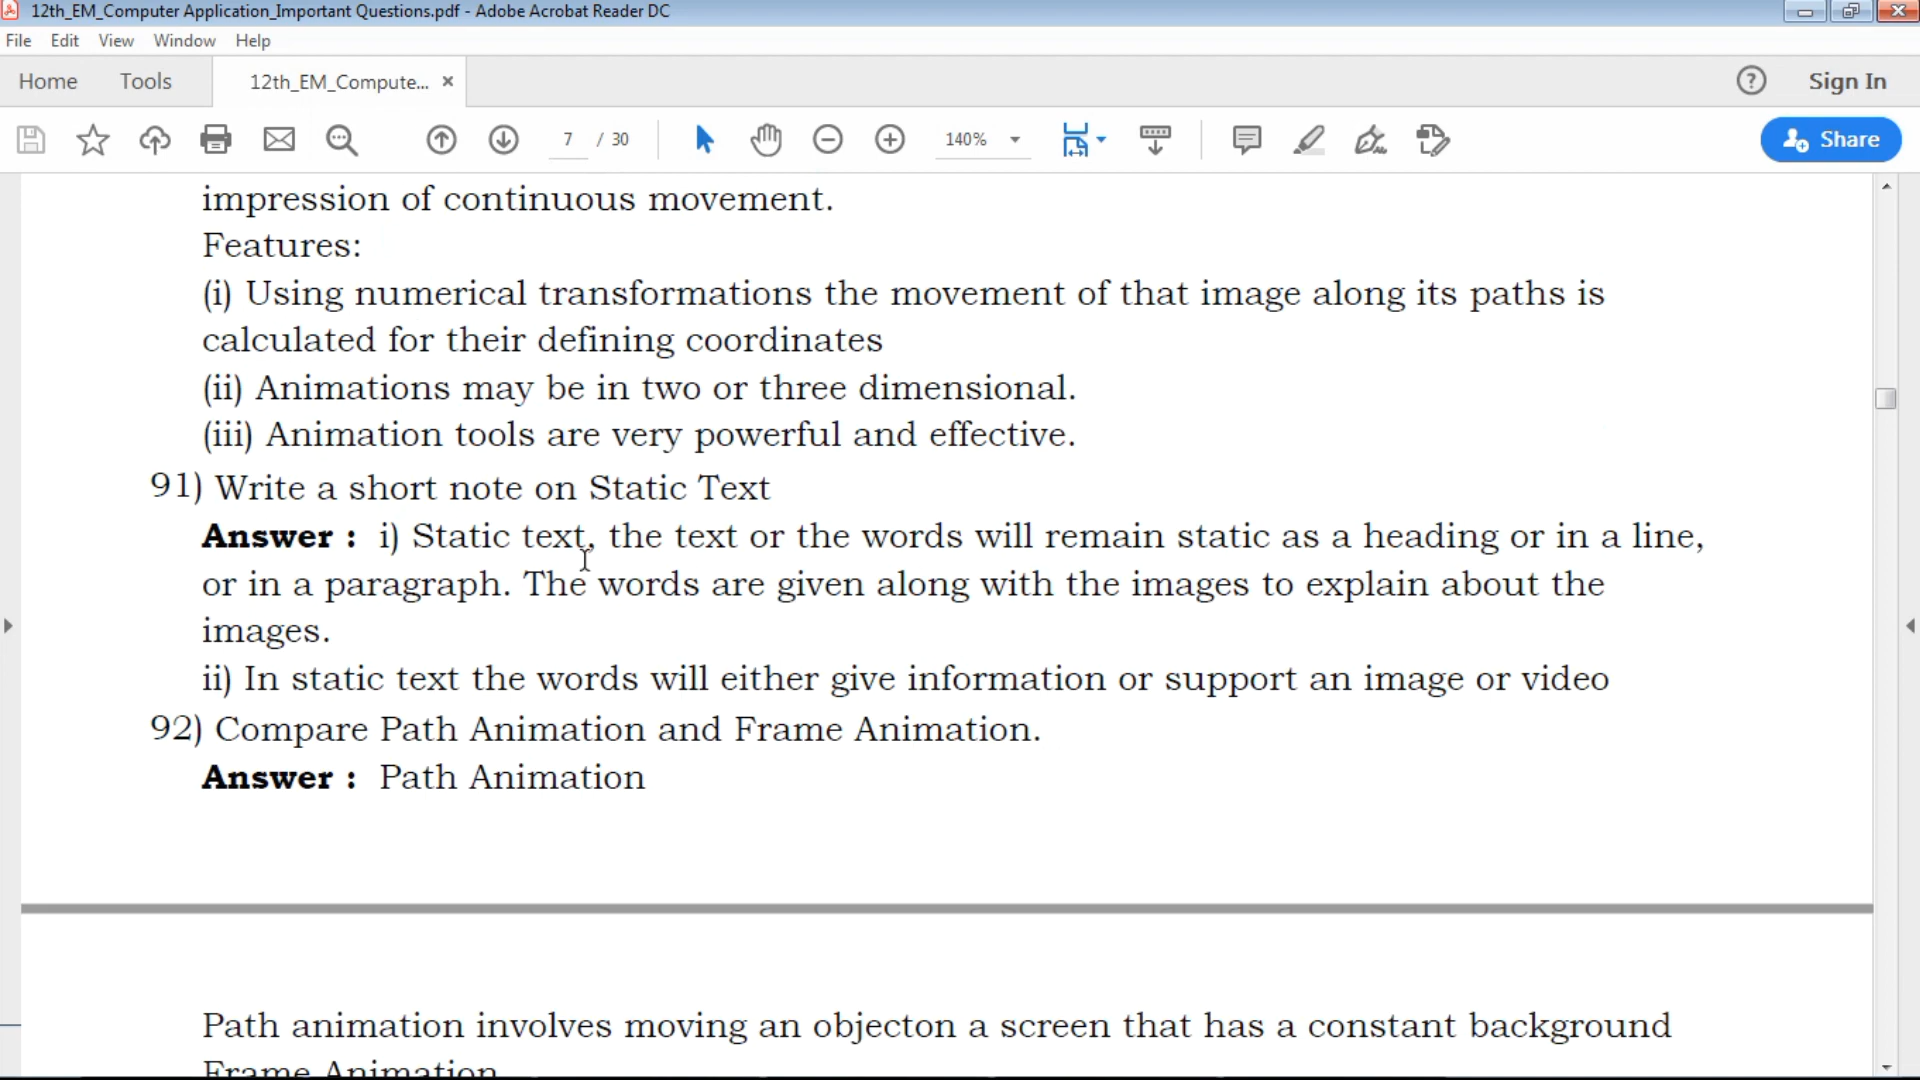 12th_EM_Computer Application_Important Questions.pdf - Adobe Acrobat Reader DC
File Edit View Window Help
Home Tools 12th_EM_Compute... × ? Sign In
7 / 30 140% Share
impression of continuous movement.
Features:
(i) Using numerical transformations the movement of that image along its paths is
calculated for their defining coordinates
(ii) Animations may be in two or three dimensional.
(iii) Animation tools are very powerful and effective.
91) Write a short note on Static Text
Answer : i) Static text, the text or the words will remain static as a heading or in a line,
or in a paragraph. The words are given along with the images to explain about the
images.
ii) In static text the words will either give information or support an image or video
92) Compare Path Animation and Frame Animation.
Answer : Path Animation
Path animation involves moving an objecton a screen that has a constant background
Frame Animation